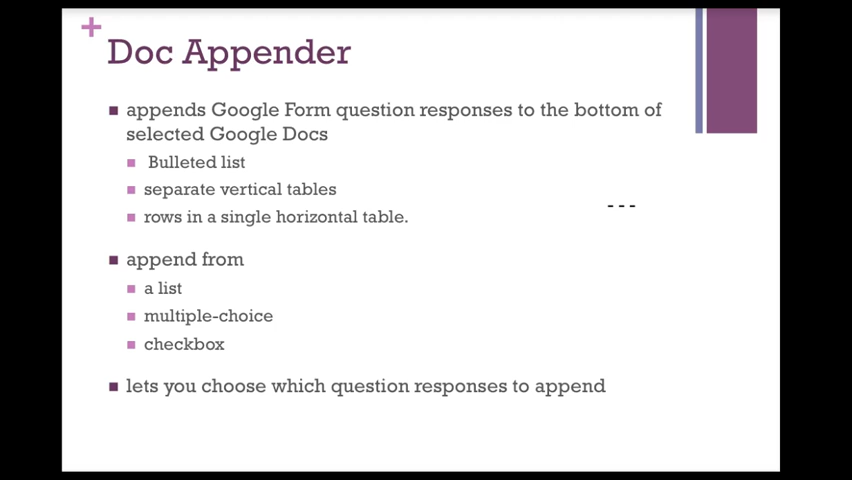 +
Doc Appender
appends Google Form question responses to the bottom of
selected Google Docs
Bulleted list
separate vertical tables
rows in a single horizontal table.
- - -
append from
a list
multiple-choice
checkbox
lets you choose which question responses to append